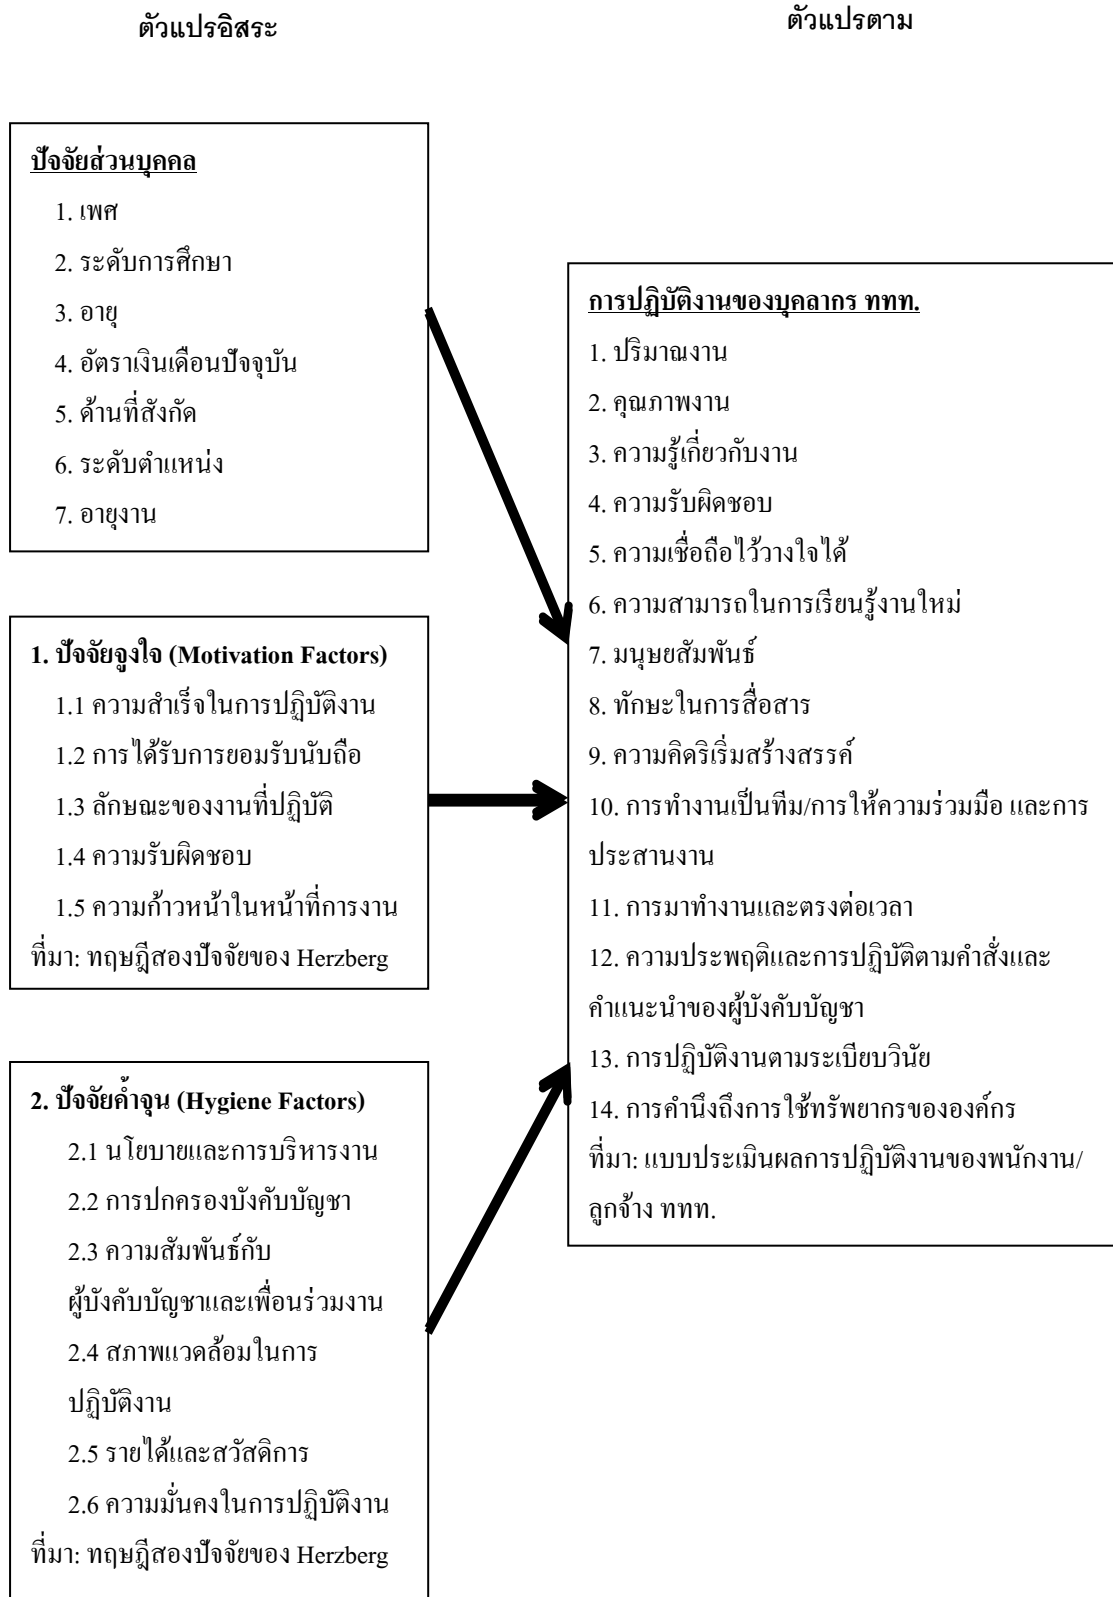 ตัวแปรอิสระ
ตัวแปรตาม
ปัจจัยส่วนบุคคล
1. เพศ
2. ระดับการศึกษา
3. อายุ
4. อัตราเงินเดือนปัจจุบัน
5. ด้านที่สังกัด
6. ระดับตำแหน่ง
7. อายุงาน
1. ปัจจัยจูงใจ (Motivation Factors)
1.1 ความสำเร็จในการปฏิบัติงาน
1.2 การได้รับการยอมรับนับถือ
1.3 ลักษณะของงานที่ปฏิบัติ
1.4 ความรับผิดชอบ
1.5 ความก้าวหน้าในหน้าที่การงาน
ที่มา: ทฤษฎีสองปัจจัยของ Herzberg
2. ปัจจัยค้ำจุน (Hygiene Factors)
2.1 นโยบายและการบริหารงาน
2.2 การปกครองบังคับบัญชา
2.3 ความสัมพันธ์กับ
ผู้บังคับบัญชาและเพื่อนร่วมงาน
2.4 สภาพแวดล้อมในการ
ปฏิบัติงาน
2.5 รายได้และสวัสดิการ
2.6 ความมั่นคงในการปฏิบัติงาน
ที่มา: ทฤษฎีสองปัจจัยของ Herzberg
การปฏิบัติงานของบุคลากร ททท.
1. ปริมาณงาน
2. คุณภาพงาน
3. ความรู้เกี่ยวกับงาน
4. ความรับผิดชอบ
5. ความเชื่อถือไว้วางใจได้
6. ความสามารถในการเรียนรู้งานใหม่
7. มนุษยสัมพันธ์
8. ทักษะในการสื่อสาร
9. ความคิดริเริ่มสร้างสรรค์
10. การทำงานเป็นทีม/การให้ความร่วมมือ และการ
ประสานงาน
11. การมาทำงานและตรงต่อเวลา
12. ความประพฤติและการปฏิบัติตามคำสั่งและ
คำแนะนำของผู้บังคับบัญชา
13. การปฏิบัติงานตามระเบียบวินัย
14. การคำนึงถึงการใช้ทรัพยากรขององค์กร
ที่มา: แบบประเมินผลการปฏิบัติงานของพนักงาน/
ลูกจ้าง ททท.